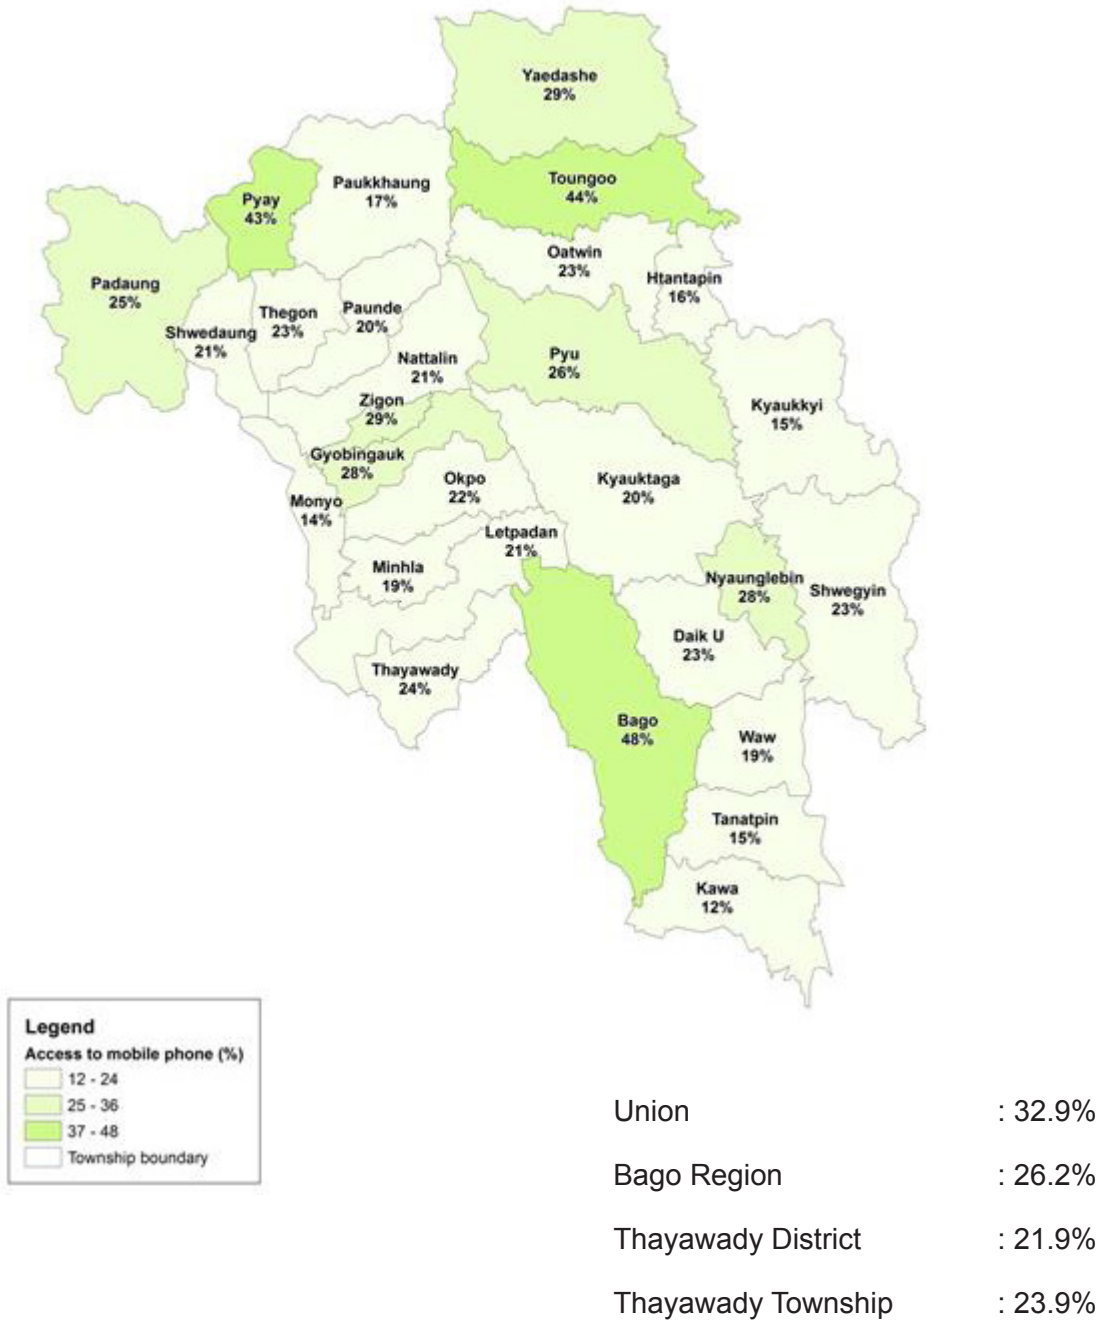 Yaedashe
29%
Toungoo
44%
Paukkhaung
17%
Pyay
43%
Oatwin
23%
Htantapin
16%
Padaung
25%
Thegon
23%
Paunde
20%
Shwedaung
21%
Nattalin
21%
Pyu
26%
Kyaukkyi
15%
Zigon
29%
Gyobingauk
28%
Okpo
22%
Kyauktaga
20%
Monyo
14%
Letpadan
21%
Minhla
19%
Nyaunglebin
28%
Shwegyin
23%
Daik U
23%
Thayawady
24%
Bago
48%
Waw
19%
Tanatpin
15%
Kawa
12%
Legend
Access to mobile phone (%)
12 - 24
25 - 36
37 - 48
Township boundary
Union : 32.9%
Bago Region : 26.2%
Thayawady District : 21.9%
Thayawady Township : 23.9%